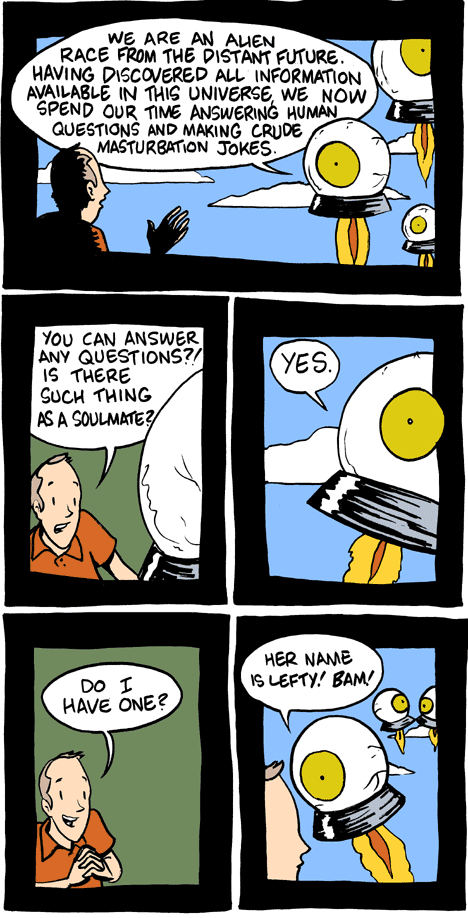 WE ARE AN ALIEN
RACE FROM THE DISTANT FUTURE.
HAVING DISCOVERED ALL INFORMATION
AVAILABLE IN THIS UNIVERSE, WE NOW
SPEND OUR TIME ANSWERING HUMAN
QUESTIONS AND MAKING CRUDE
MASTURBATION JOKES.
YOU CAN ANSWER
ANY QUESTIONS?!
IS THERE
SUCH THING
AS A SOULMATE?
YES.
DO I
HAVE ONE?
HER NAME
IS LEFTY! BAM!